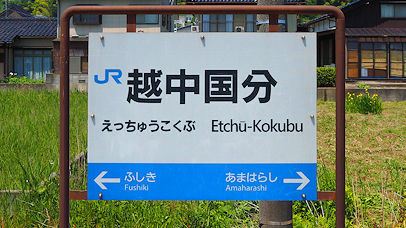 JR 越中国分
えっちゅうこくぶ Etchū-Kokubu
← ふしき あまはらし →
Fushiki Amaharashi